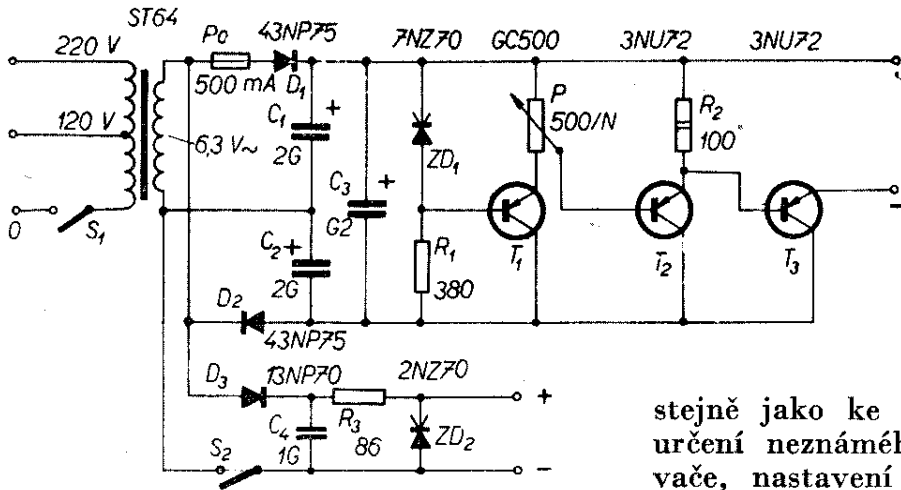 ST64
220 V
Po
43NP75
7NZ70
GC500
3NU72
3NU72
500 mA
D1
C1
+
P
500/N
R2
100
120 V
6,3 V~
2G
ZD1
C3
+
G2
0
S1
C2
+
2G
R1
380
T1
T2
T3
–
D2
43NP75
D3
13NP70
2NZ70
+
C4
1G
R3
86
ZD2
S2
–
stejně jako ke
určení
vače, nastavení